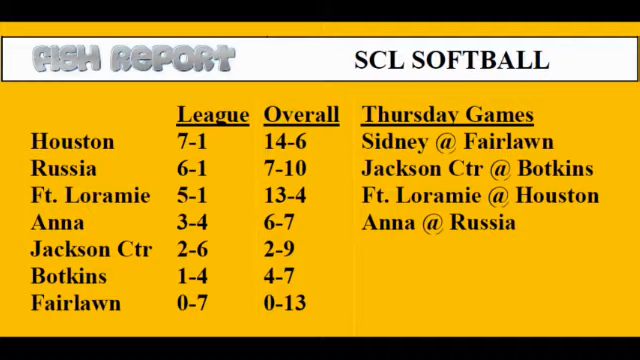 FISH REPORT SCL SOFTBALL
League Overall Thursday Games
Houston 7-1 14-6 Sidney @ Fairlawn
Russia 6-1 7-10 Jackson Ctr @ Botkins
Ft. Loramie 5-1 13-4 Ft. Loramie @ Houston
Anna 3-4 6-7 Anna @ Russia
Jackson Ctr 2-6 2-9
Botkins 1-4 4-7
Fairlawn 0-7 0-13